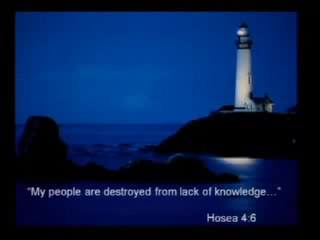 “My people are destroyed from lack of knowledge…”
Hosea 4:6